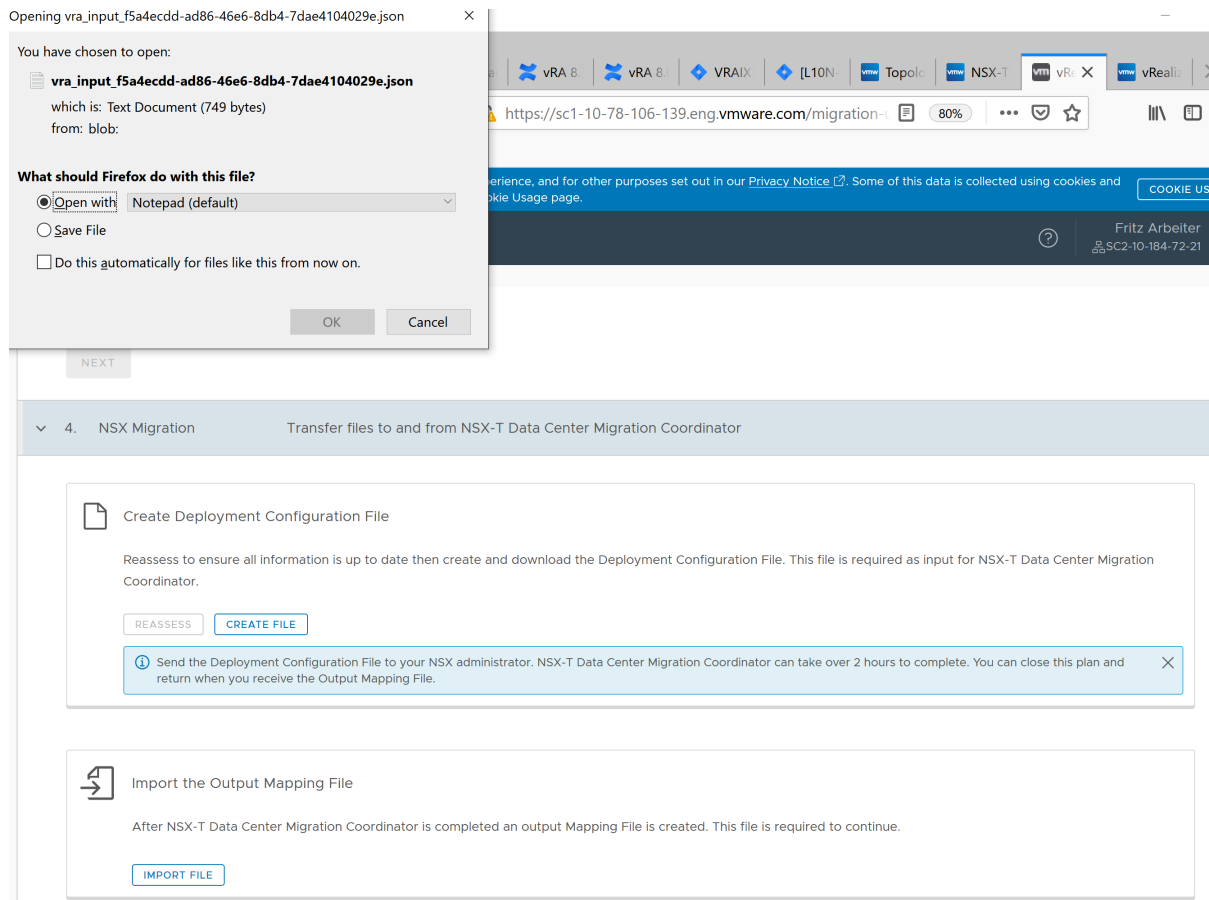 Opening vra_input_f5a4ecdd-ad86-46e6-8db4-7dae4104029e.json
You have chosen to open:
vra_input_f5a4ecdd-ad86-46e6-8db4-7dae4104029e.json
which is: Text Document (749 bytes)
from: blob:
What should Firefox do with this file?
Open with Notepad (default)
Save File
Do this automatically for files like this from now on.
OK Cancel
vRA 8. vRA 8. VRAIX [L10N- vmw Topol vmw NSX-T vm vRe vmw vRealiz
https://sc1-10-78-106-139.eng.vmware.com/migration- 80%
erience, and for other purposes set out in our Privacy Notice. Some of this data is collected using cookies and
okie Usage page.
COOKIE US
Fritz Arbeiter
SC2-10-184-72-21
NEXT
4. NSX Migration Transfer files to and from NSX-T Data Center Migration Coordinator
Create Deployment Configuration File
Reassess to ensure all information is up to date then create and download the Deployment Configuration File. This file is required as input for NSX-T Data Center Migration
Coordinator.
REASSESS CREATE FILE
Send the Deployment Configuration File to your NSX administrator. NSX-T Data Center Migration Coordinator can take over 2 hours to complete. You can close this plan and
return when you receive the Output Mapping File.
Import the Output Mapping File
After NSX-T Data Center Migration Coordinator is completed an output Mapping File is created. This file is required to continue.
IMPORT FILE